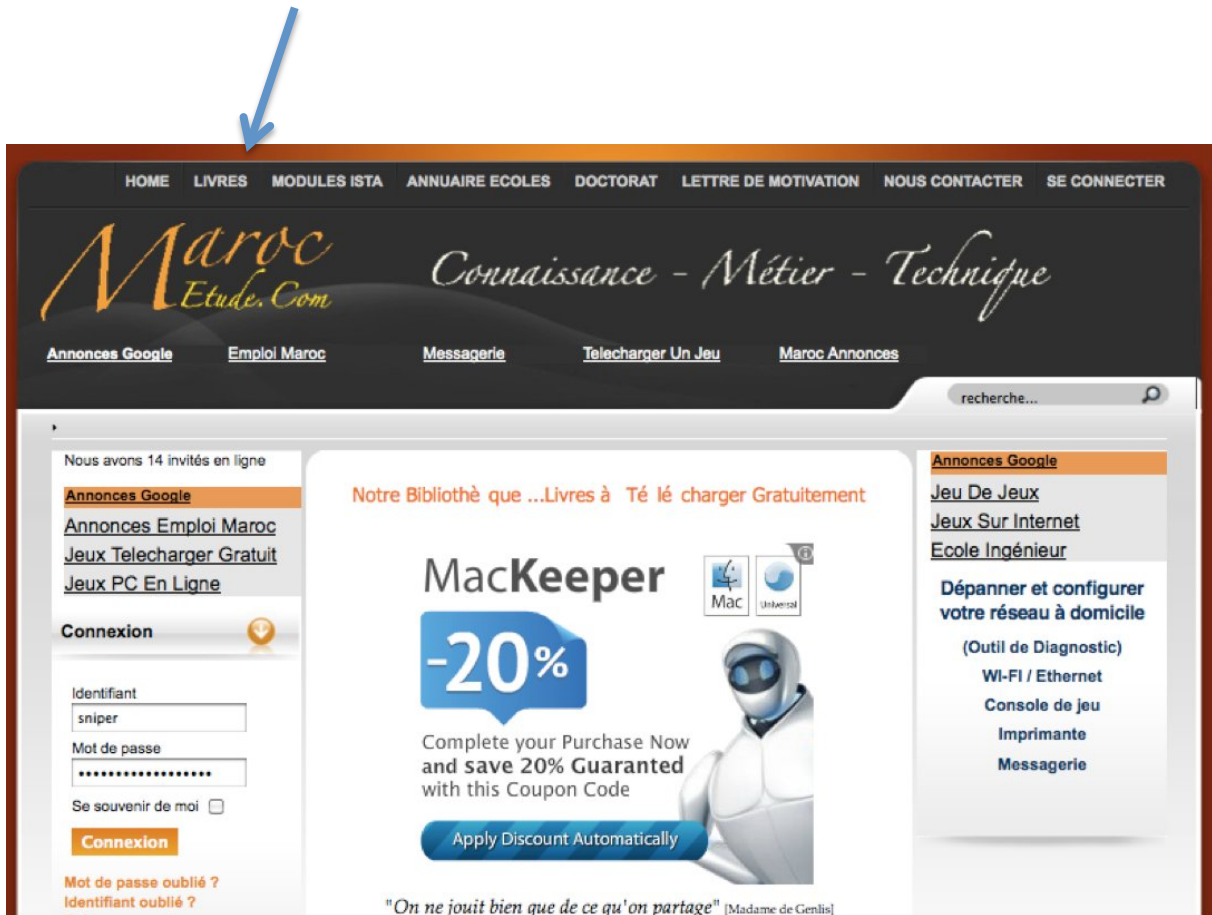 HOME LIVRES MODULES ISTA ANNUAIRE ECOLES DOCTORAT LETTRE DE MOTIVATION NOUS CONTACTER SE CONNECTER
Maroc
Etude.Com
Connaissance - Métier - Technique
Annonces Google Emploi Maroc Messagerie Telecharger Un Jeu Maroc Annonces
recherche...
Nous avons 14 invités en ligne
Annonces Google
Annonces Emploi Maroc
Jeux Telecharger Gratuit
Jeux PC En Ligne
Connexion
Identifiant
sniper
Mot de passe
••••••••••••••••••
Se souvenir de moi
Connexion
Mot de passe oublié ?
Identifiant oublié ?
Notre Bibliothè que ...Livres à Té lé charger Gratuitement
MacKeeper
Mac
Universal
-20%
Complete your Purchase Now
and save 20% Guaranted
with this Coupon Code
Apply Discount Automatically
"On ne jouit bien que de ce qu'on partage" [Madame de Genlis]
Annonces Google
Jeu De Jeux
Jeux Sur Internet
Ecole Ingénieur
Dépanner et configurer
votre réseau à domicile
(Outil de Diagnostic)
WI-FI / Ethernet
Console de jeu
Imprimante
Messagerie